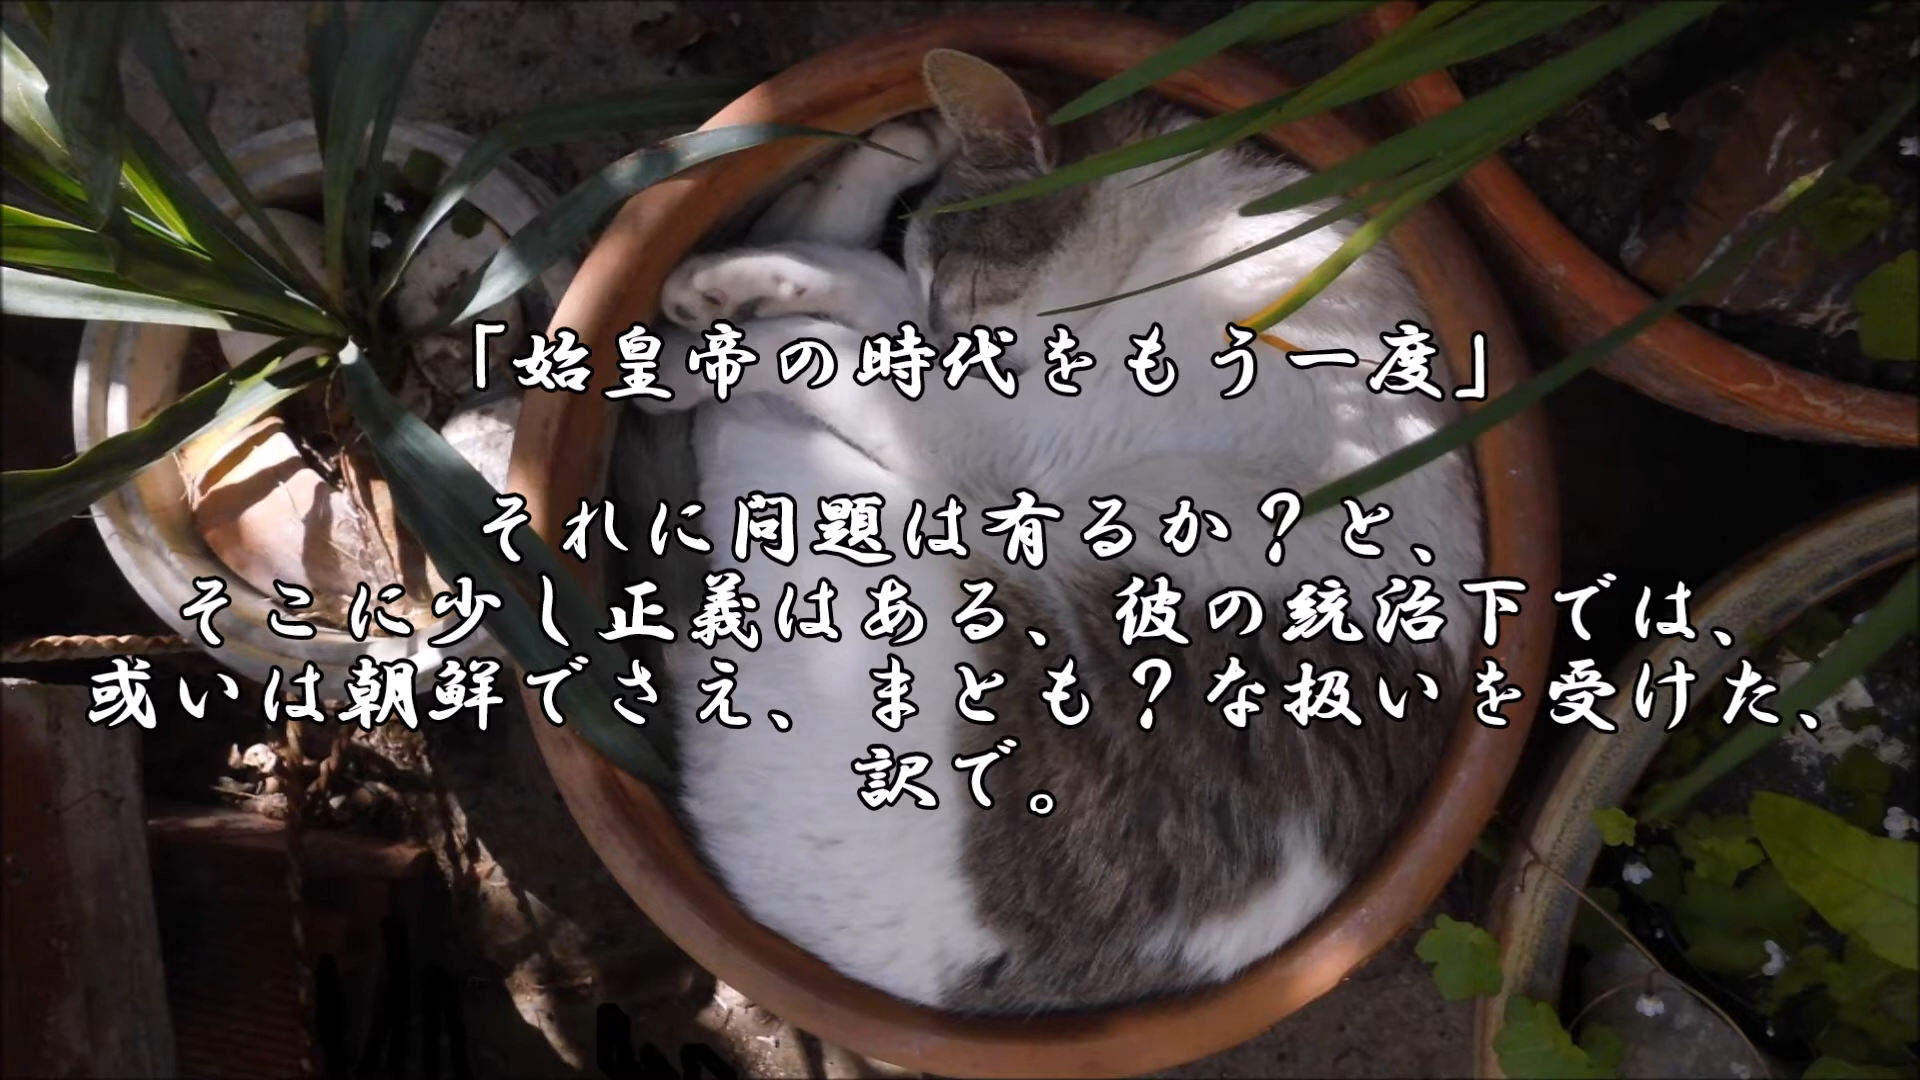 「始皇帝の時代をもう一度」
それに問題は有るか？と、
そこに少し正義はある、彼の統治下では、
或いは朝鮮でさえ、まとも？な扱いを受けた、
訳で。